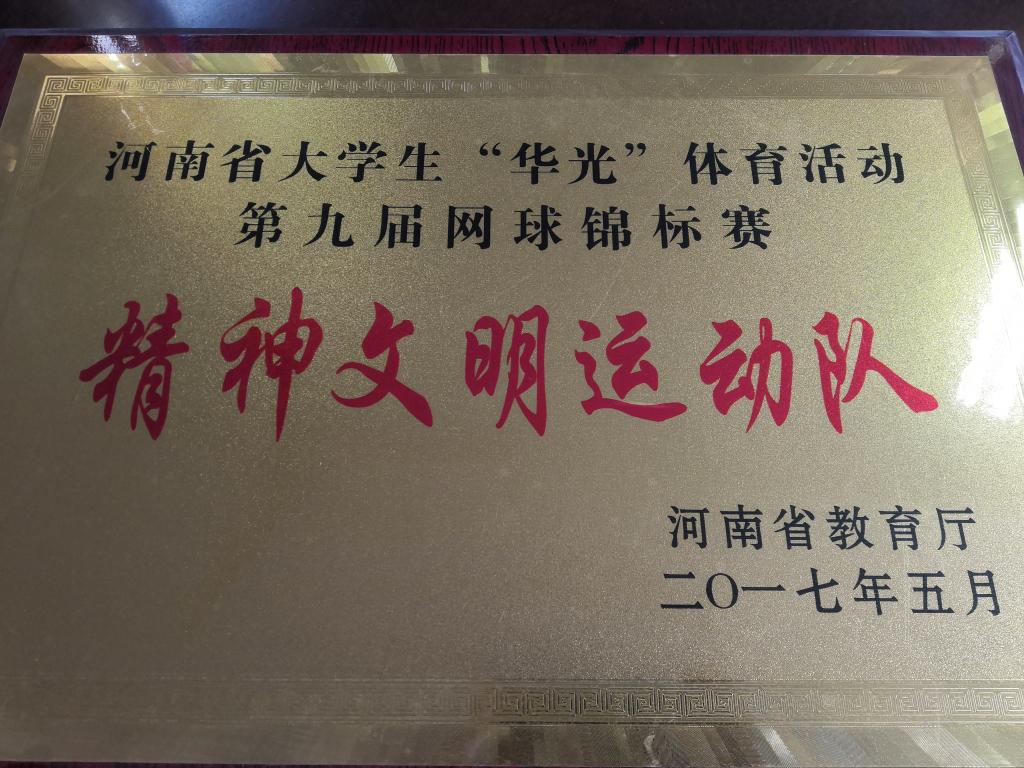 河南省大学生“华光”体育活动
第九届网球锦标赛
精神文明运动队
河南省教育厅
二〇一七年五月